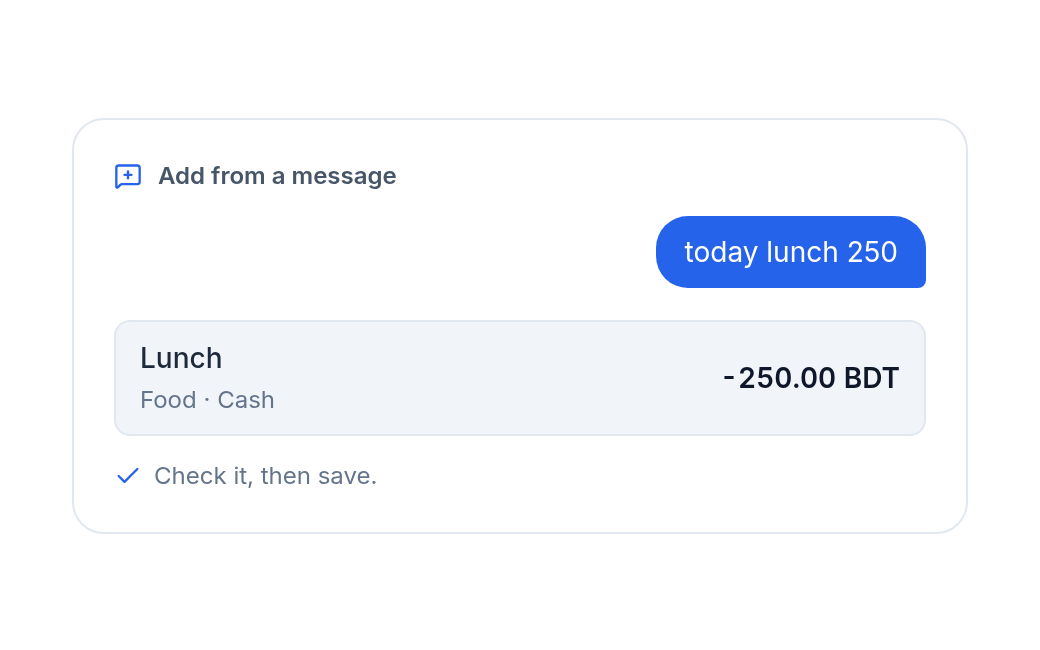 Add from a message
today lunch 250
Lunch
Food · Cash
-250.00 BDT
Check it, then save.